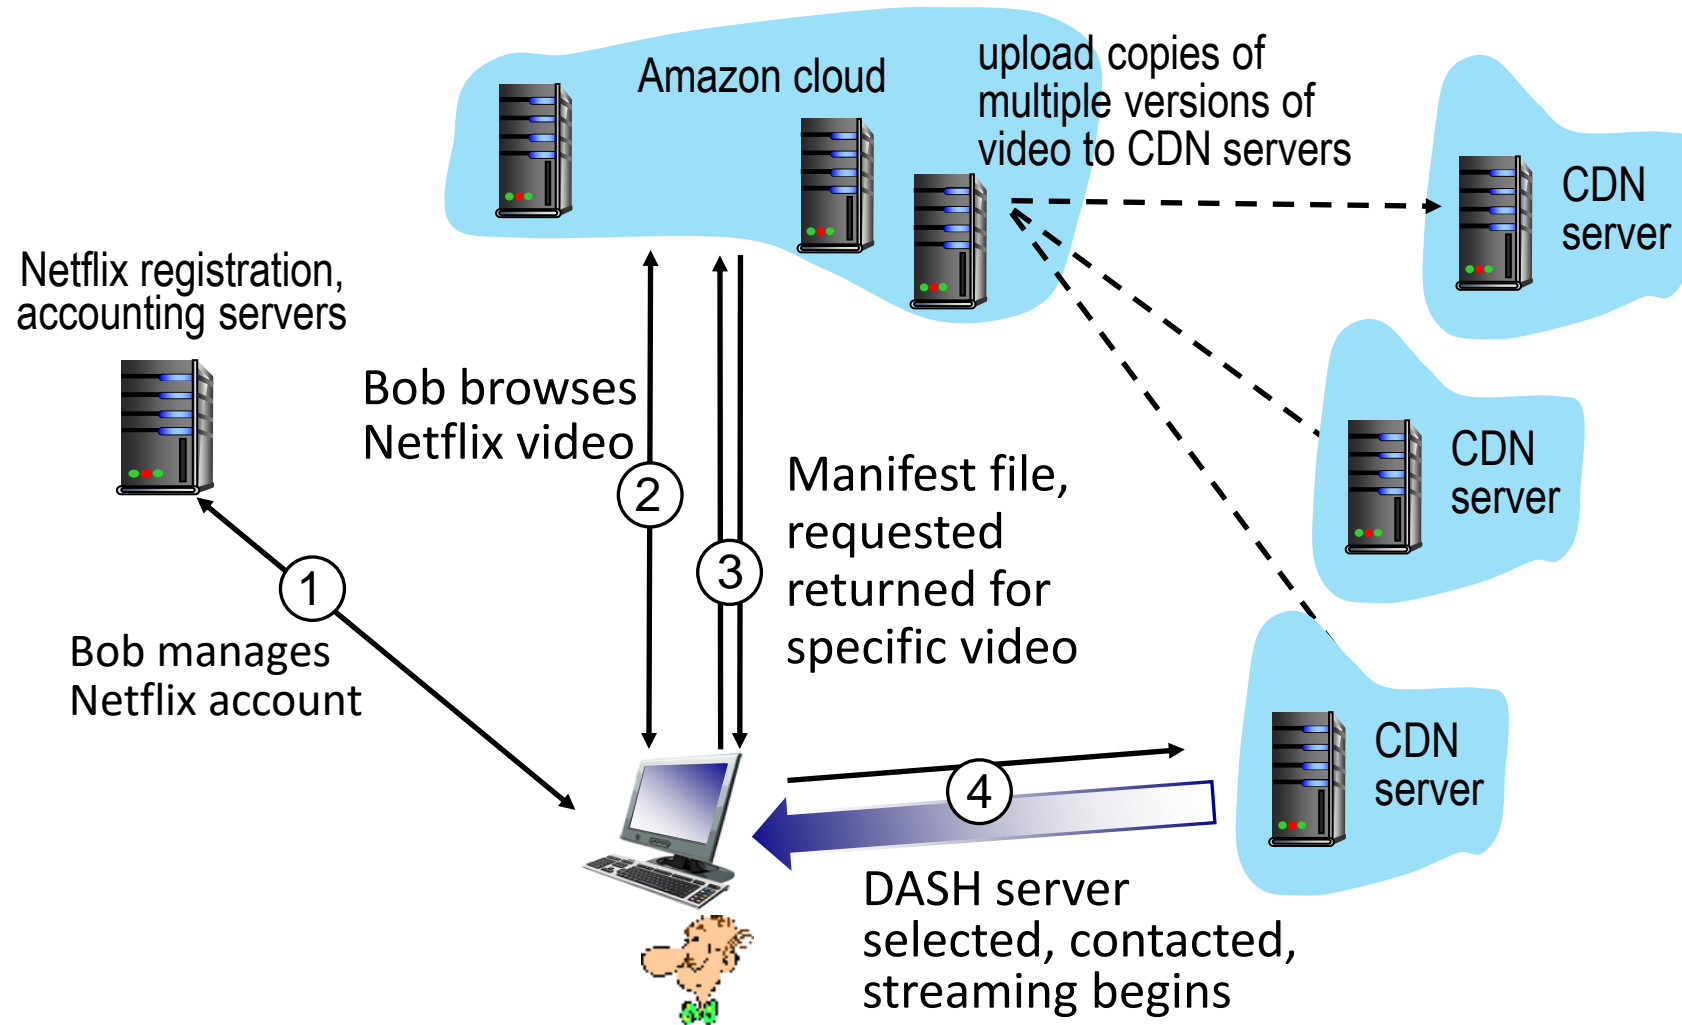 Amazon cloud
upload copies of
multiple versions of
video to CDN servers
CDN
server
Netflix registration,
accounting servers
Bob browses
Netflix video
2
3
Manifest file,
requested
returned for
specific video
CDN
server
1
Bob manages
Netflix account
4
CDN
server
DASH server
selected, contacted,
streaming begins